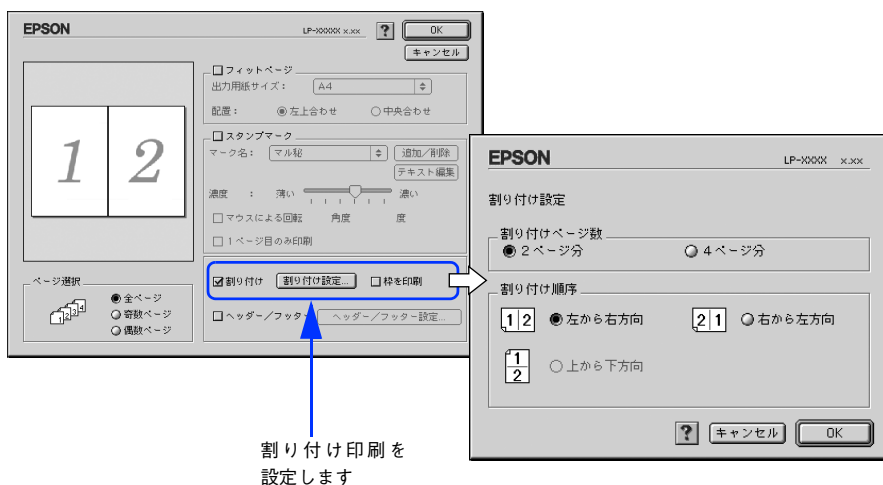 EPSON
LP-XXXXX x.xx
?
OK
キャンセル
フィットページ
出力用紙サイズ：
A4
配置：
左上合わせ
中央合わせ
スタンプマーク
マーク名：
マル秘
追加／削除
テキスト編集
濃度 ：
薄い
濃い
マウスによる回転
角度
度
1ページ目のみ印刷
割り付け
割り付け設定...
枠を印刷
ヘッダー／フッター
ヘッダー／フッター設定...
1 2
ページ選択
1 2 3 4
全ページ
奇数ページ
偶数ページ
割り付け印刷を
設定します
EPSON
LP-XXXX x.xx
割り付け設定
割り付けページ数
2ページ分
4ページ分
割り付け順序
1 2
左から右方向
2 1
右から左方向
1
2
上から下方向
?
キャンセル
OK